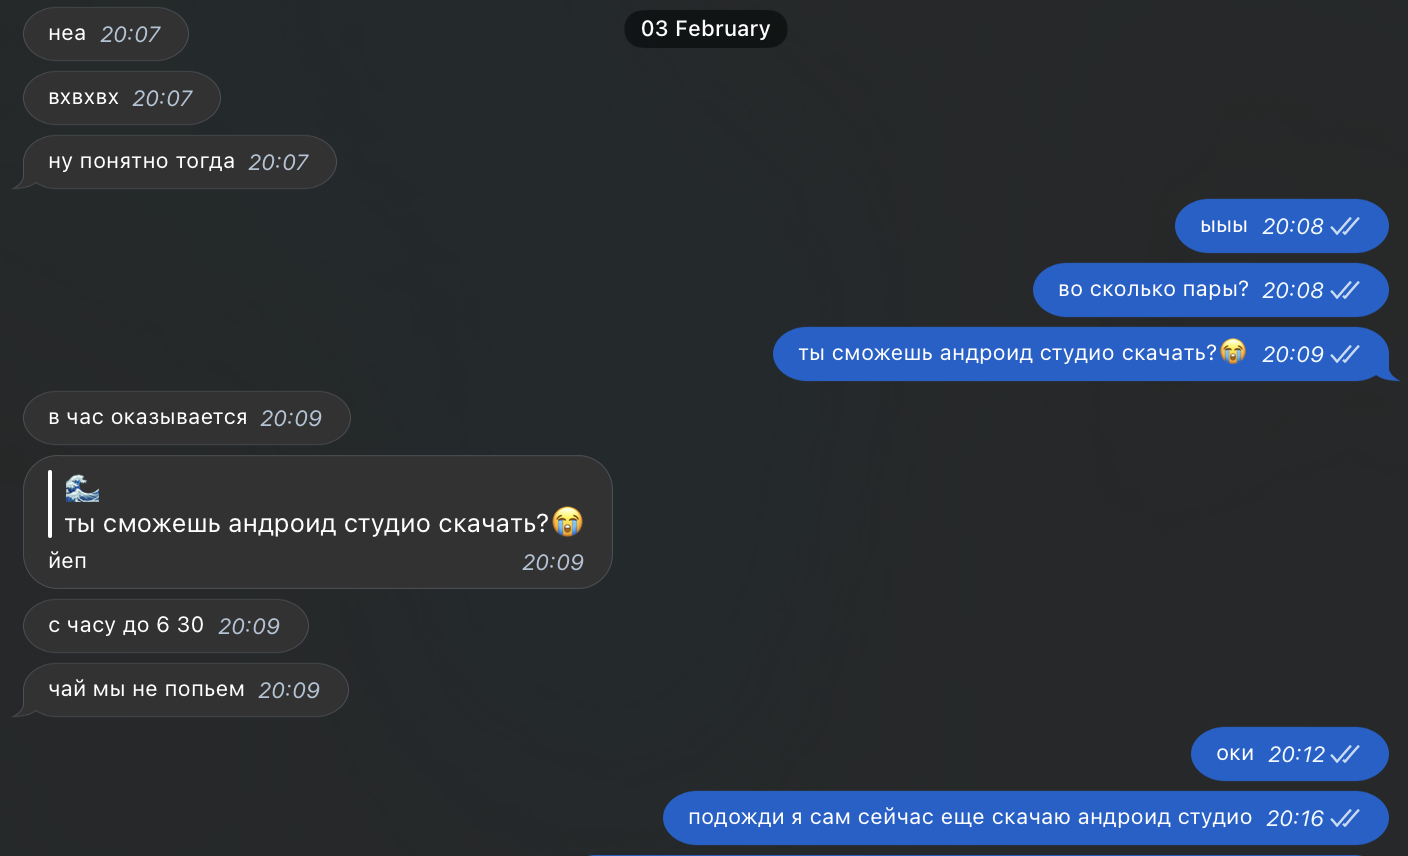 03 February
неа 20:07
вхвхвх 20:07
ну понятно тогда 20:07
ыыы 20:08
во сколько пары? 20:08
ты сможешь андроид студио скачать?😭 20:09
в час оказывается 20:09
🌊
ты сможешь андроид студио скачать?😭
йеп 20:09
с часу до 6 30 20:09
чай мы не попьем 20:09
оки 20:12
подожди я сам сейчас еще скачаю андроид студио 20:16